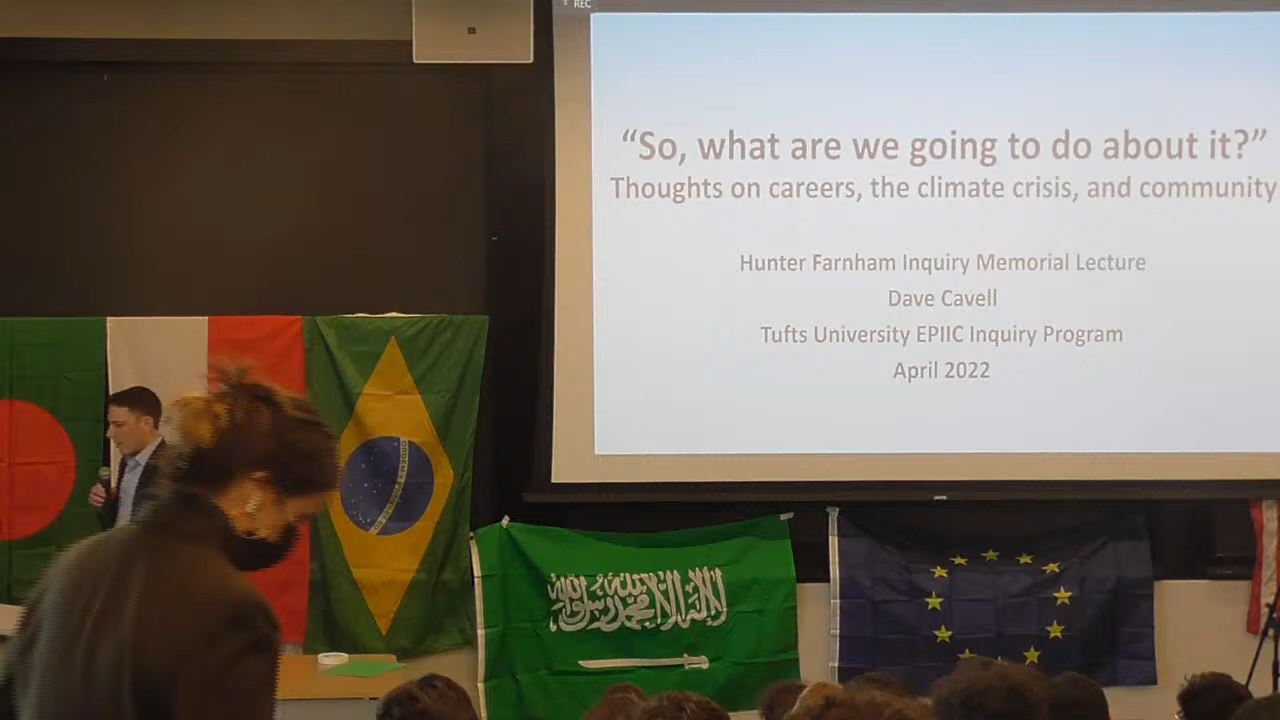 REC
“So, what are we going to do about it?”
Thoughts on careers, the climate crisis, and community
Hunter Farnham Inquiry Memorial Lecture
Dave Cavell
Tufts University EPIIC Inquiry Program
April 2022
لا إله إلا الله محمد رسول الله